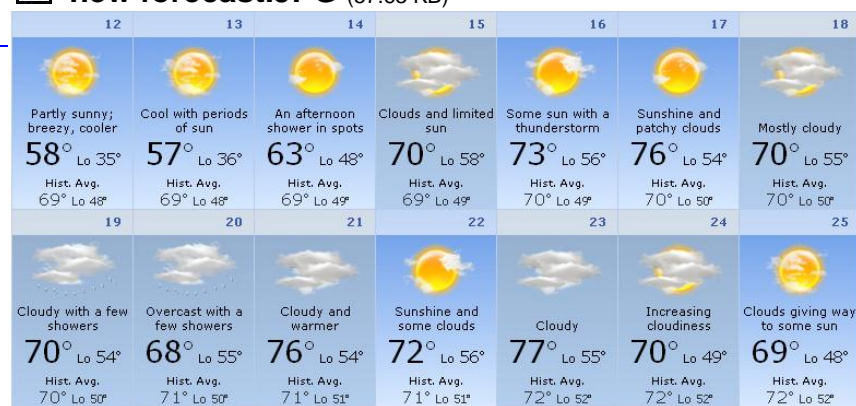 (37.63 KB)
12 13 14 15 16 17 18
Partly sunny; breezy, cooler
58° Lo 35°
Hist. Avg.
69° Lo 48°
Cool with periods of sun
57° Lo 36°
Hist. Avg.
69° Lo 48°
An afternoon shower in spots
63° Lo 48°
Hist. Avg.
69° Lo 49°
Clouds and limited sun
70° Lo 58°
Hist. Avg.
69° Lo 49°
Some sun with a thunderstorm
73° Lo 56°
Hist. Avg.
70° Lo 49°
Sunshine and patchy clouds
76° Lo 54°
Hist. Avg.
70° Lo 50°
Mostly cloudy
70° Lo 55°
Hist. Avg.
70° Lo 50°
19 20 21 22 23 24 25
Cloudy with a few showers
70° Lo 54°
Hist. Avg.
70° Lo 50°
Overcast with a few showers
68° Lo 55°
Hist. Avg.
71° Lo 50°
Cloudy and warmer
76° Lo 54°
Hist. Avg.
71° Lo 51°
Sunshine and some clouds
72° Lo 56°
Hist. Avg.
71° Lo 51°
Cloudy
77° Lo 55°
Hist. Avg.
72° Lo 52°
Increasing cloudiness
70° Lo 49°
Hist. Avg.
72° Lo 52°
Clouds giving way to some sun
69° Lo 48°
Hist. Avg.
72° Lo 52°